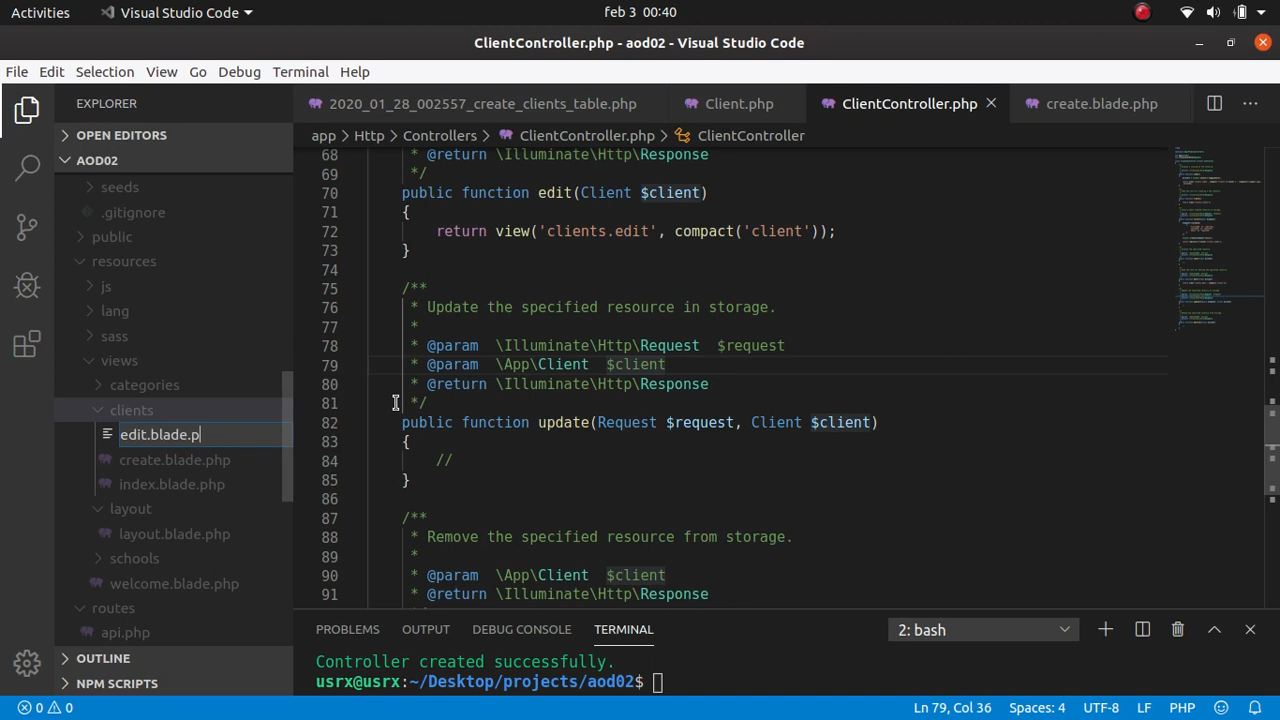 Activities
Visual Studio Code
feb 3 00:40
ClientController.php - aod02 - Visual Studio Code
File Edit Selection View Go Debug Terminal Help
EXPLORER
OPEN EDITORS
AOD02
seeds
.gitignore
public
resources
js
lang
sass
views
categories
clients
edit.blade.p
create.blade.php
index.blade.php
layout
layout.blade.php
schools
welcome.blade.php
routes
api.php
OUTLINE
NPM SCRIPTS
2020_01_28_002557_create_clients_table.php
Client.php
ClientController.php
create.blade.php
app > Http > Controllers > ClientController.php > ClientController
68 * @return \Illuminate\Http\Response
69 */
70 public function edit(Client $client)
71 {
72 return view('clients.edit', compact('client'));
73 }
74
75 /**
76 * Update the specified resource in storage.
77 *
78 * @param \Illuminate\Http\Request $request
79 * @param \App\Client $client
80 * @return \Illuminate\Http\Response
81 */
82 public function update(Request $request, Client $client)
83 {
84 //
85 }
86
87 /**
88 * Remove the specified resource from storage.
89 *
90 * @param \App\Client $client
91 * @return \Illuminate\Http\Response
PROBLEMS OUTPUT DEBUG CONSOLE TERMINAL
2: bash
Controller created successfully.
usrx@usrx:~/Desktop/projects/aod02$
0 0
Ln 79, Col 36 Spaces: 4 UTF-8 LF PHP